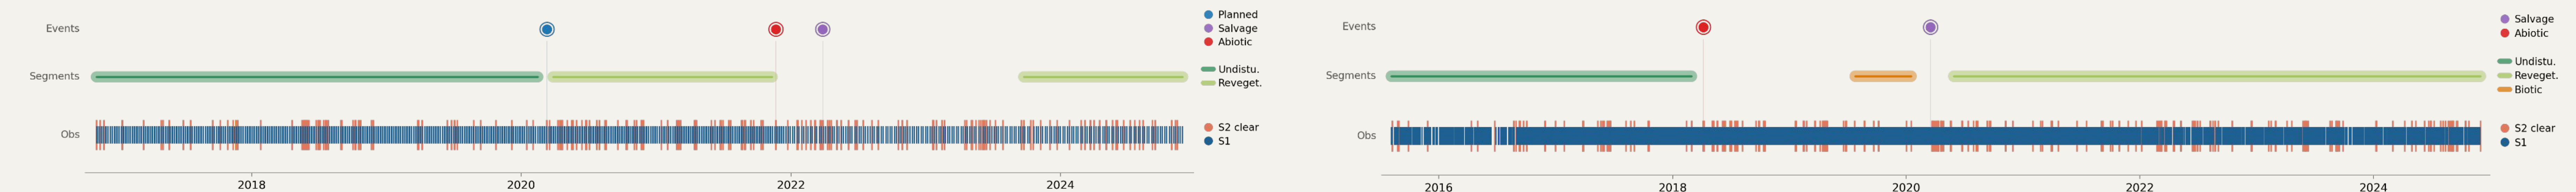 Events
Segments
Obs
Planned
Salvage
Abiotic
Undistu.
Reveget.
S2 clear
S1
2018
2020
2022
2024
Events
Segments
Obs
Salvage
Abiotic
Undistu.
Reveget.
Biotic
S2 clear
S1
2016
2018
2020
2022
2024